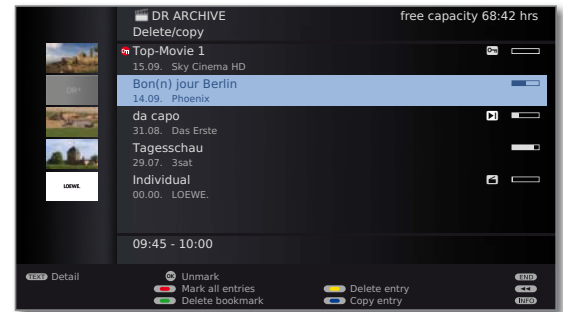 DR ARCHIVE free capacity 68:42 hrs
Delete/copy
Top-Movie 1
15.09. Sky Cinema HD
DR+
Bon(n) jour Berlin
14.09. Phoenix
da capo
31.08. Das Erste
Tagesschau
29.07. 3sat
LOEWE.
Individual
00.00. LOEWE.
09:45 - 10:00
TEXT Detail OK Unmark END
Mark all entries Delete entry
Delete bookmark Copy entry INFO